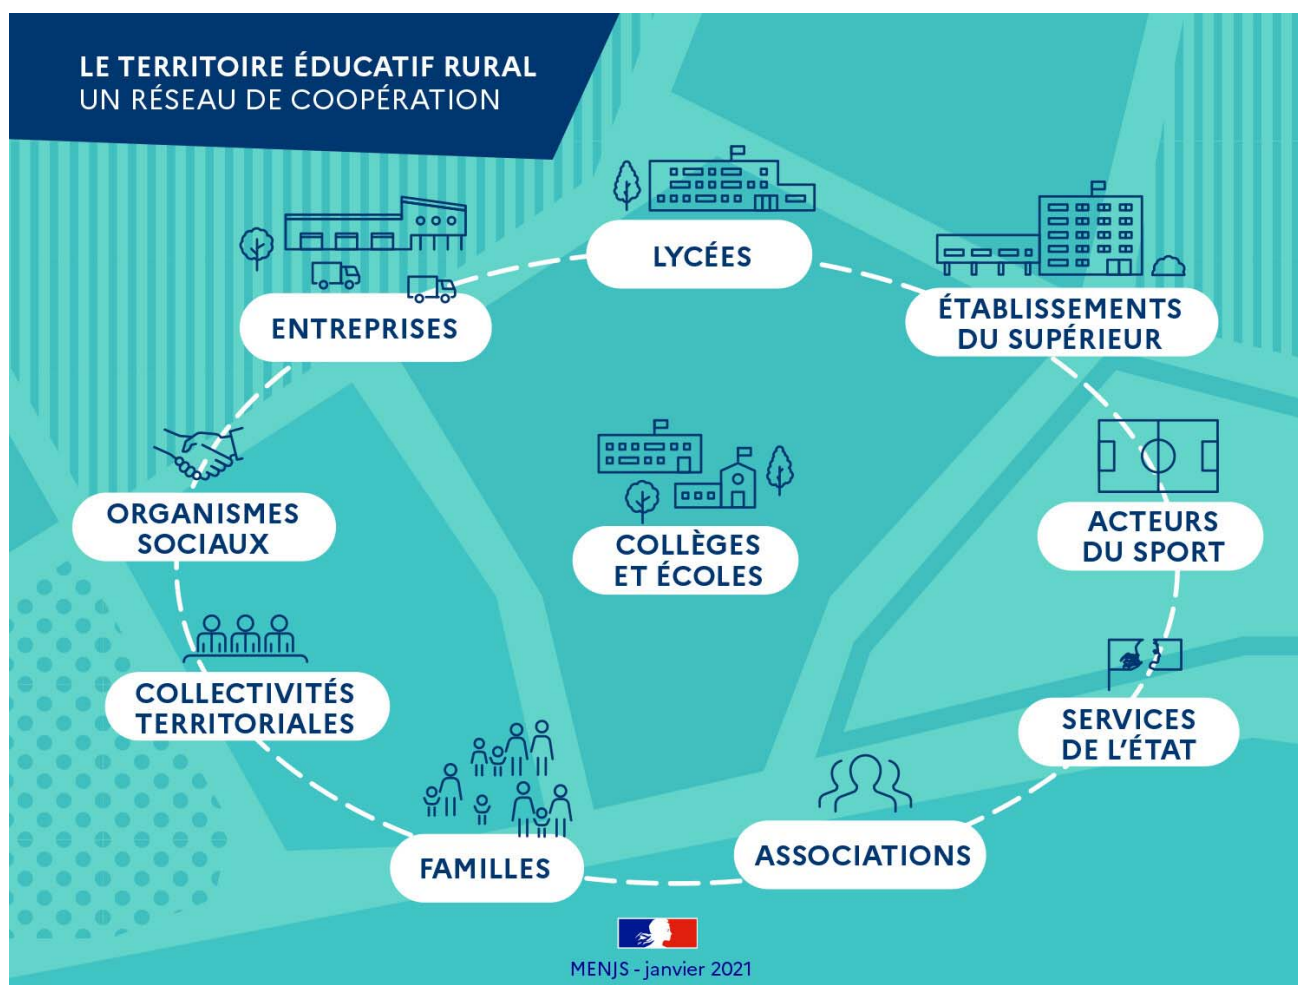 LE TERRITOIRE ÉDUCATIF RURAL
UN RÉSEAU DE COOPÉRATION
LYCÉES
ENTREPRISES
ÉTABLISSEMENTS
DU SUPÉRIEUR
ORGANISMES
SOCIAUX
COLLÈGES
ET ÉCOLES
ACTEURS
DU SPORT
COLLECTIVITÉS
TERRITORIALES
SERVICES
DE L'ÉTAT
FAMILLES
ASSOCIATIONS
MENJS - janvier 2021